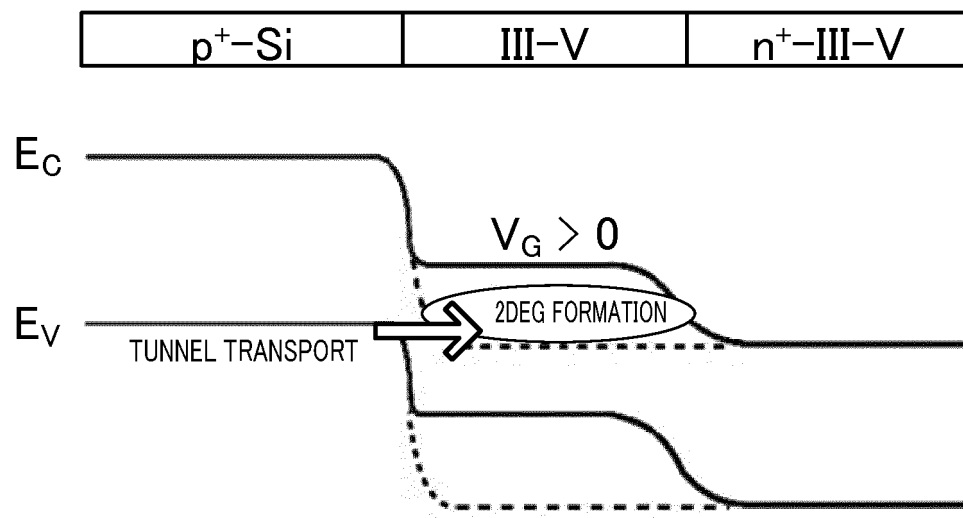 p⁺-Si III-V n⁺-III-V
E_C
V_G > 0
2DEG FORMATION
E_V
TUNNEL TRANSPORT